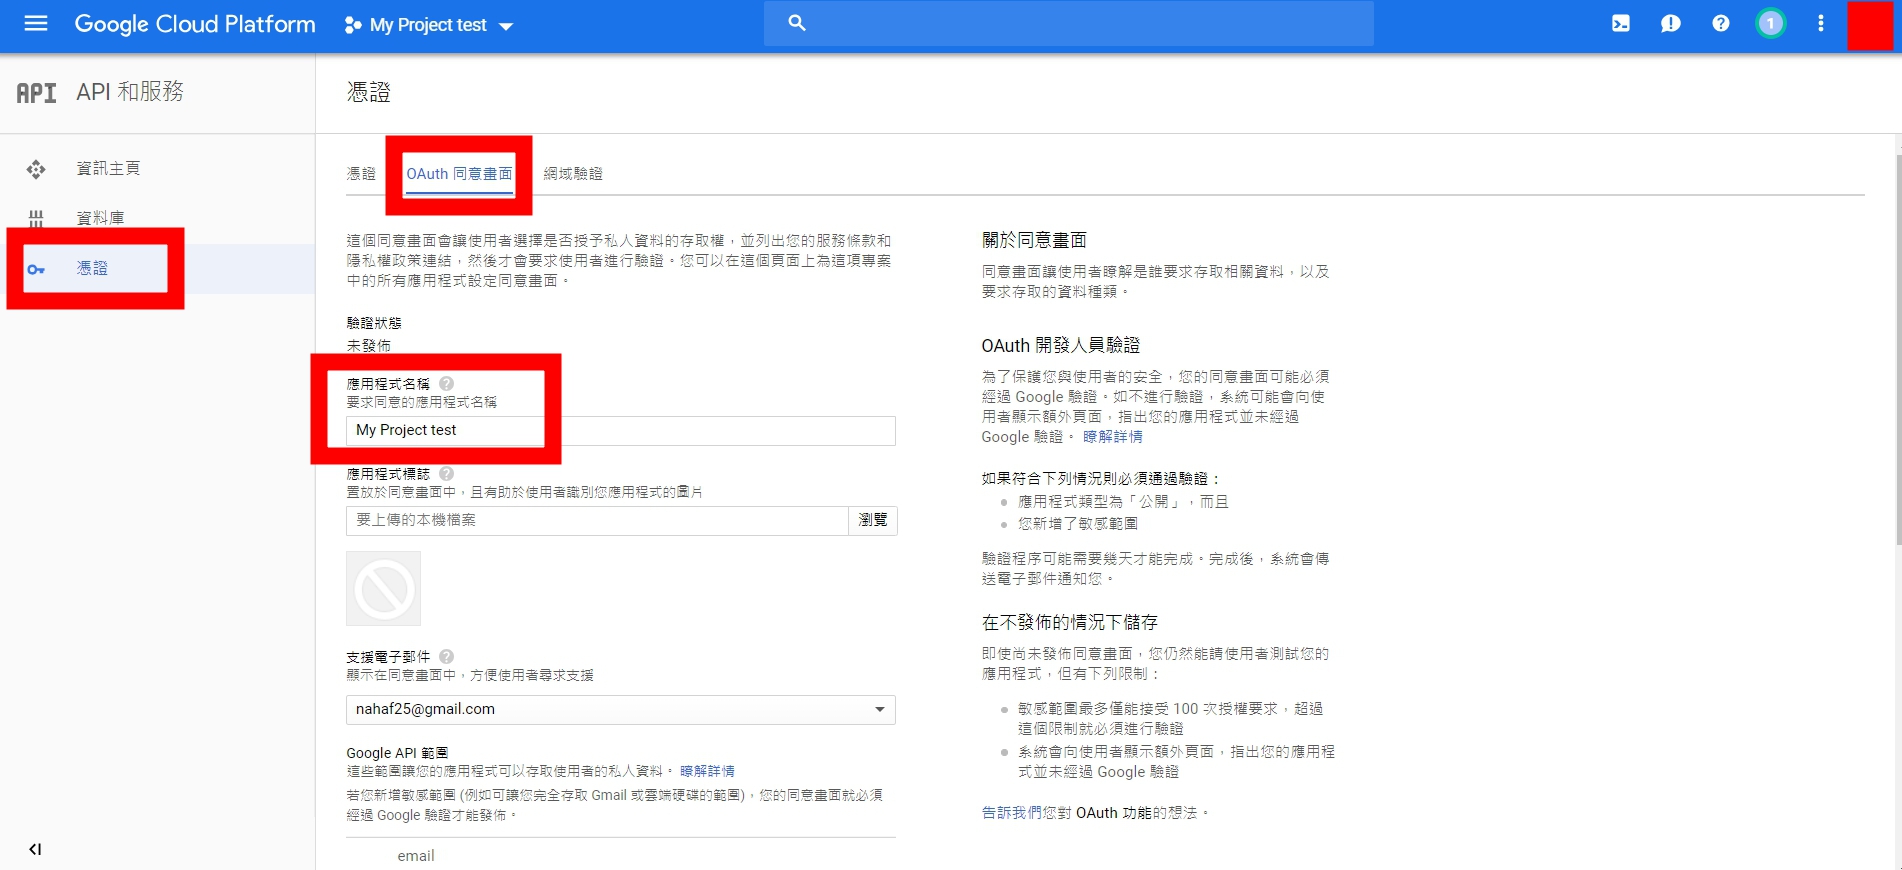 Google Cloud Platform
My Project test
1
API API 和服務
憑證
資訊主頁
資料庫
憑證
憑證
OAuth 同意畫面
網域驗證
這個同意畫面會讓使用者選擇是否授予私人資料的存取權，並列出您的服務條款和
隱私權政策連結，然後才會要求使用者進行驗證。您可以在這個頁面上為這項專案
中的所有應用程式設定同意畫面。
驗證狀態
未發佈
應用程式名稱 ?
要求同意的應用程式名稱
My Project test
應用程式標誌 ?
置放於同意畫面中，且有助於使用者識別您應用程式的圖片
要上傳的本機檔案
瀏覽
支援電子郵件 ?
顯示在同意畫面中，方便使用者尋求支援
nahaf25@gmail.com
Google API 範圍
這些範圍讓您的應用程式可以存取使用者的私人資料。 瞭解詳情
若您新增敏感範圍 (例如可讓您完全存取 Gmail 或雲端硬碟的範圍)，您的同意畫面就必須
經過 Google 驗證才能發佈。
email
關於同意畫面
同意畫面讓使用者瞭解是誰要求存取相關資料，以及
要求存取的資料種類。
OAuth 開發人員驗證
為了保護您與使用者的安全，您的同意畫面可能必須
經過 Google 驗證。如不進行驗證，系統可能會向使
用者顯示額外頁面，指出您的應用程式並未經過
Google 驗證。 瞭解詳情
如果符合下列情況則必須通過驗證：
應用程式類型為「公開」，而且
您新增了敏感範圍
驗證程序可能需要幾天才能完成。完成後，系統會傳
送電子郵件通知您。
在不發佈的情況下儲存
即使尚未發佈同意畫面，您仍然能請使用者測試您的
應用程式，但有下列限制：
敏感範圍最多僅能接受 100 次授權要求，超過
這個限制就必須進行驗證
系統會向使用者顯示額外頁面，指出您的應用程
式並未經過 Google 驗證
告訴我們您對 OAuth 功能的想法。